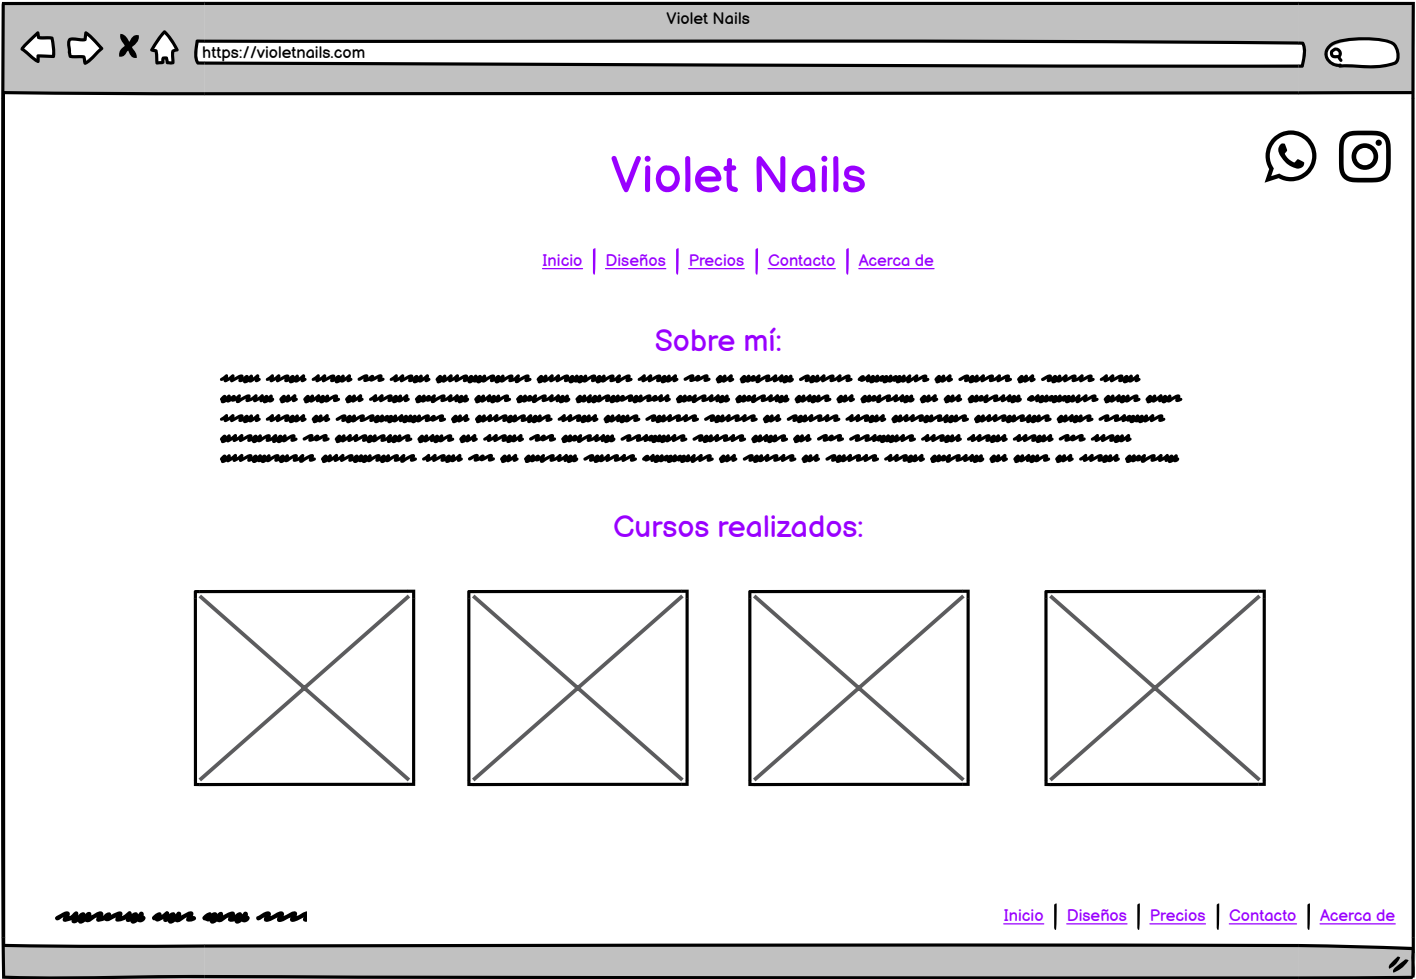 Violet Nails
https://violetnails.com
Violet Nails
Inicio | Diseños | Precios | Contacto | Acerca de
Sobre mí:
Cursos realizados:
Inicio | Diseños | Precios | Contacto | Acerca de